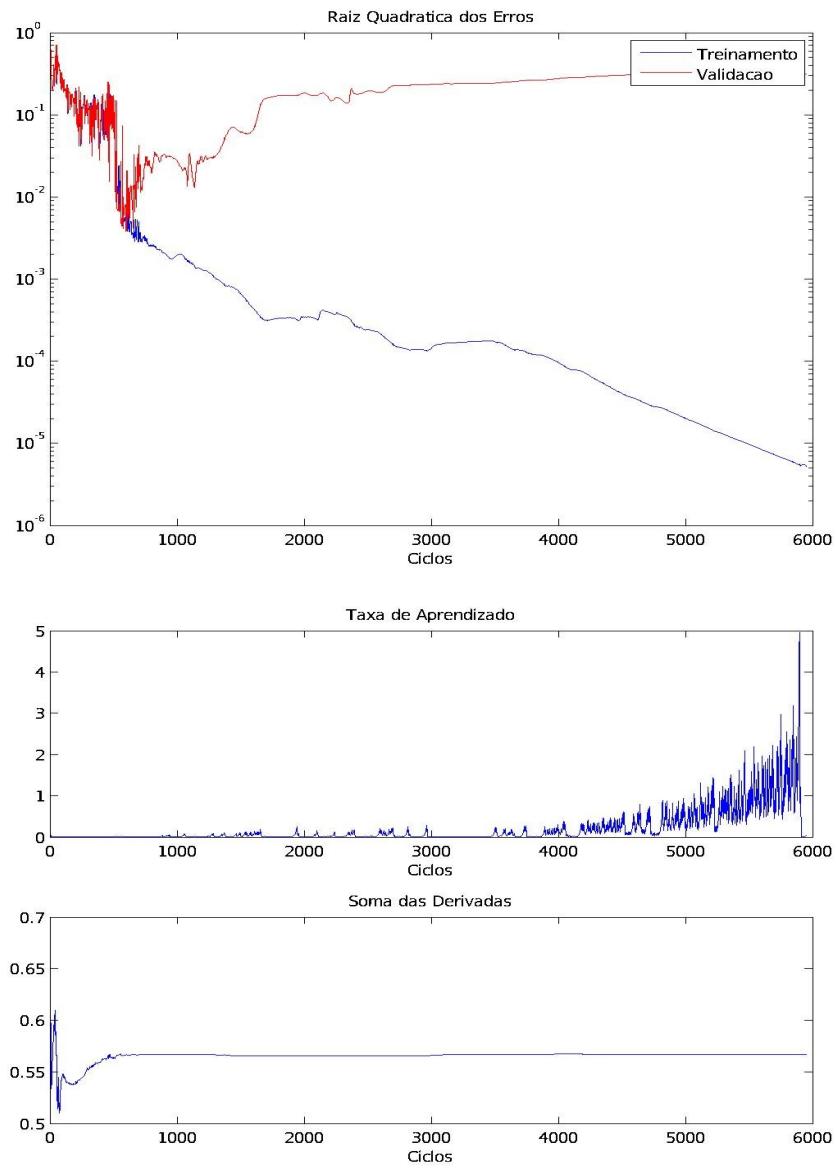 Raiz Quadratica dos Erros
10^0
10^-1
10^-2
10^-3
10^-4
10^-5
10^-6
Treinamento
Validacao
0 1000 2000 3000 4000 5000 6000
Ciclos
Taxa de Aprendizado
5
4
3
2
1
0
0 1000 2000 3000 4000 5000 6000
Ciclos
Soma das Derivadas
0.7
0.65
0.6
0.55
0.5
0 1000 2000 3000 4000 5000 6000
Ciclos